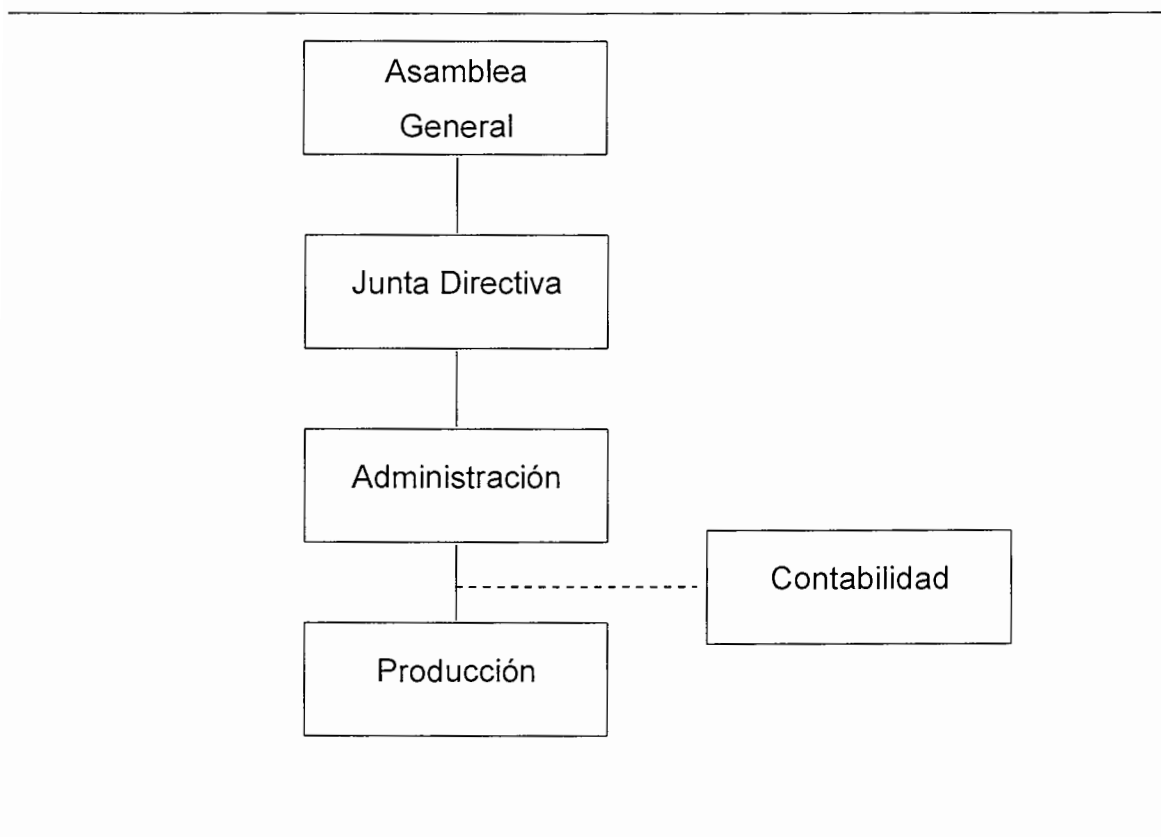 Asamblea
General
Junta Directiva
Administración
Contabilidad
Producción